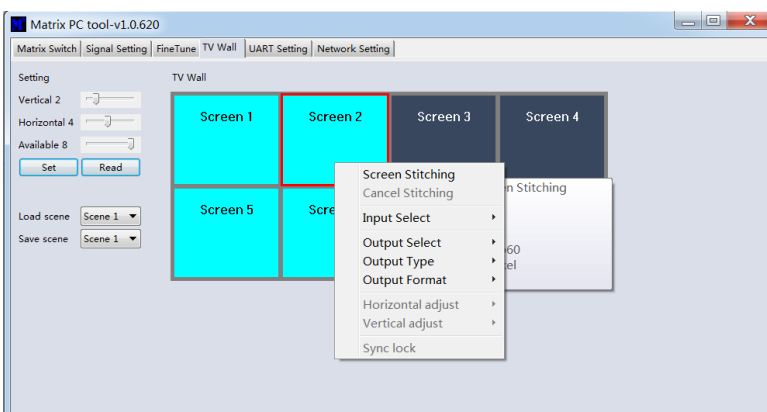 Matrix PC tool-v1.0.620
Matrix Switch Signal Setting FineTune TV Wall UART Setting Network Setting
Setting
TV Wall
Vertical 2
Horizontal 4
Available 8
Set Read
Load scene Scene 1
Save scene Scene 1
Screen 1 Screen 2 Screen 3 Screen 4
Screen 5
Screen Stitching
Cancel Stitching
Input Select
Output Select
Output Type
Output Format
Horizontal adjust
Vertical adjust
Sync lock
Stitching